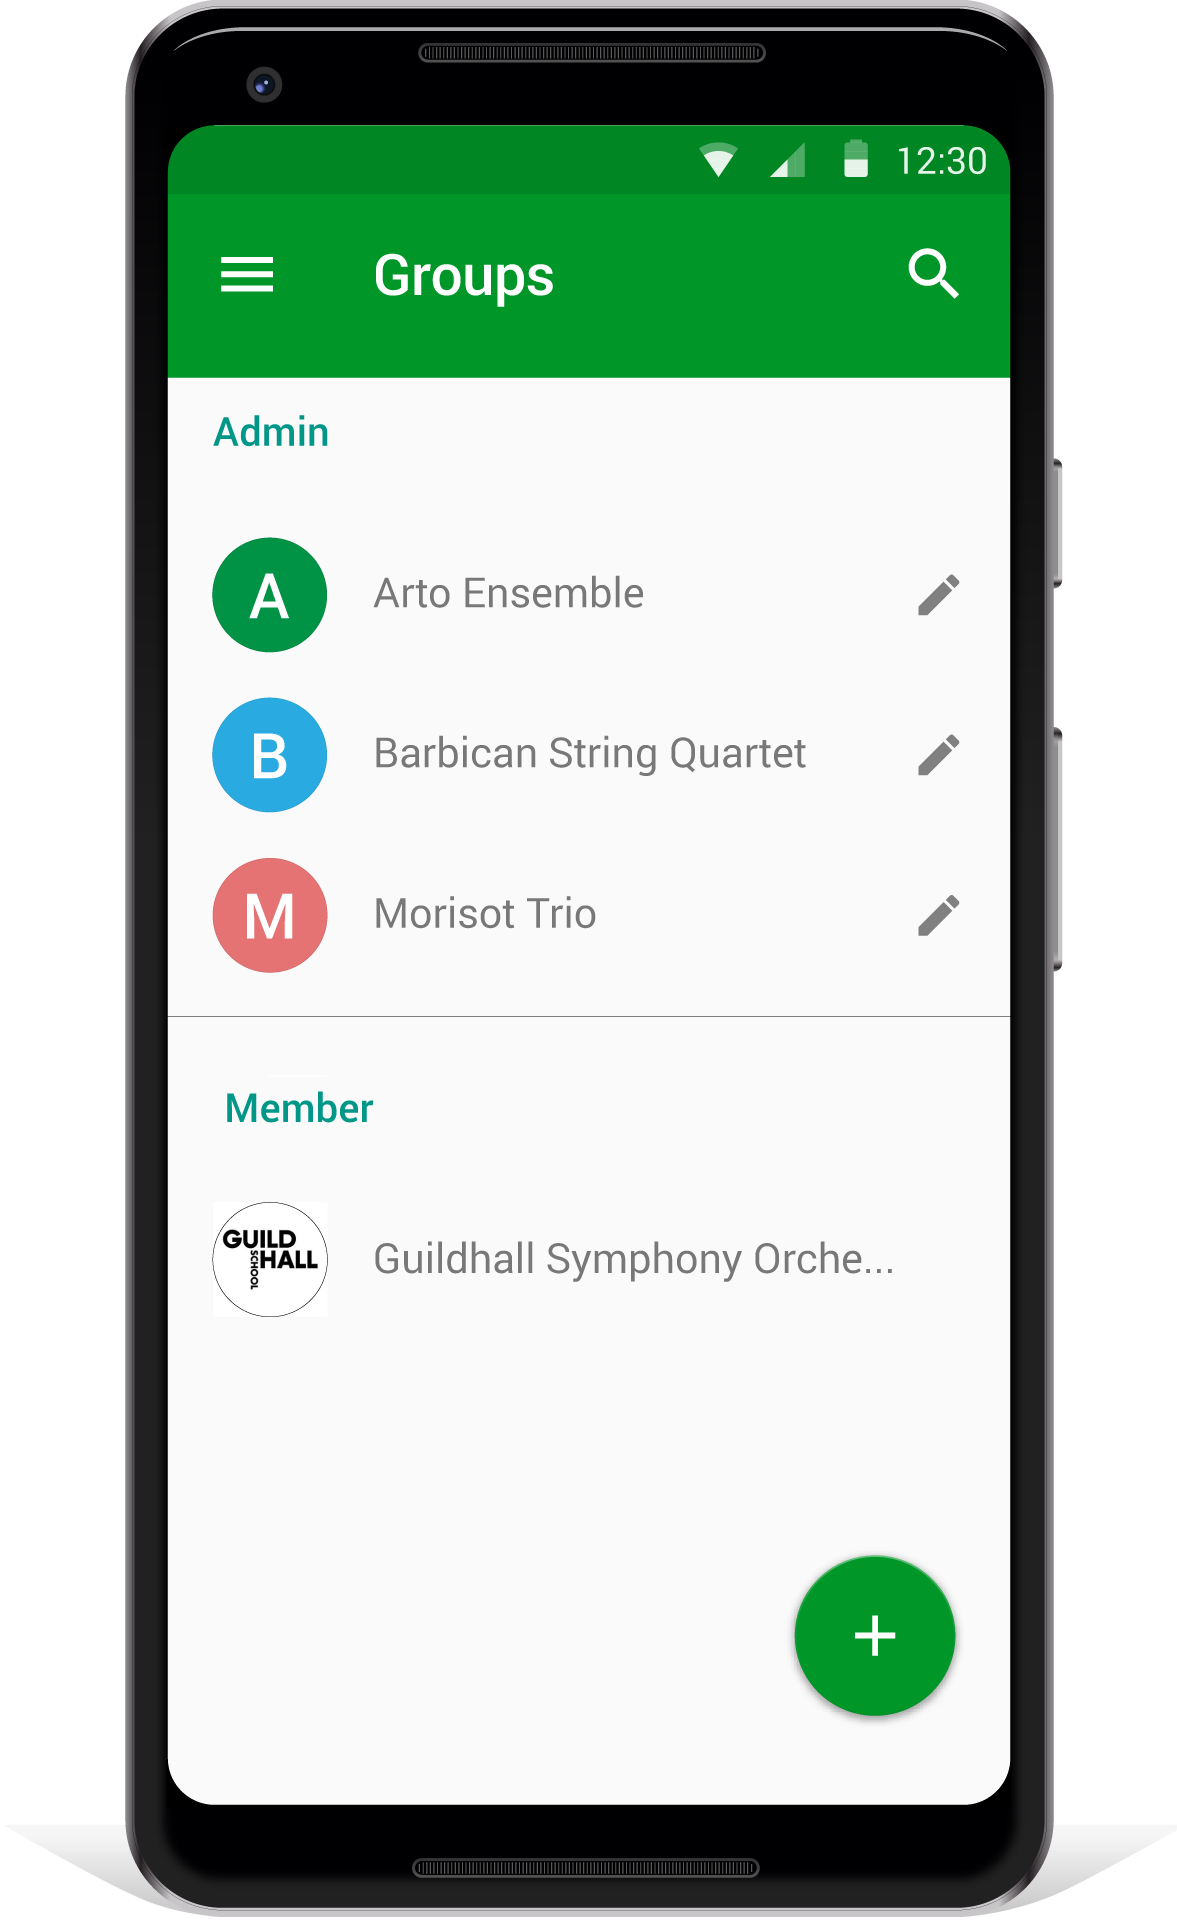 12:30
Groups
Admin
A
Arto Ensemble
B
Barbican String Quartet
M
Morisot Trio
Member
GUILD
HALL
SCHOOL
Guildhall Symphony Orche...